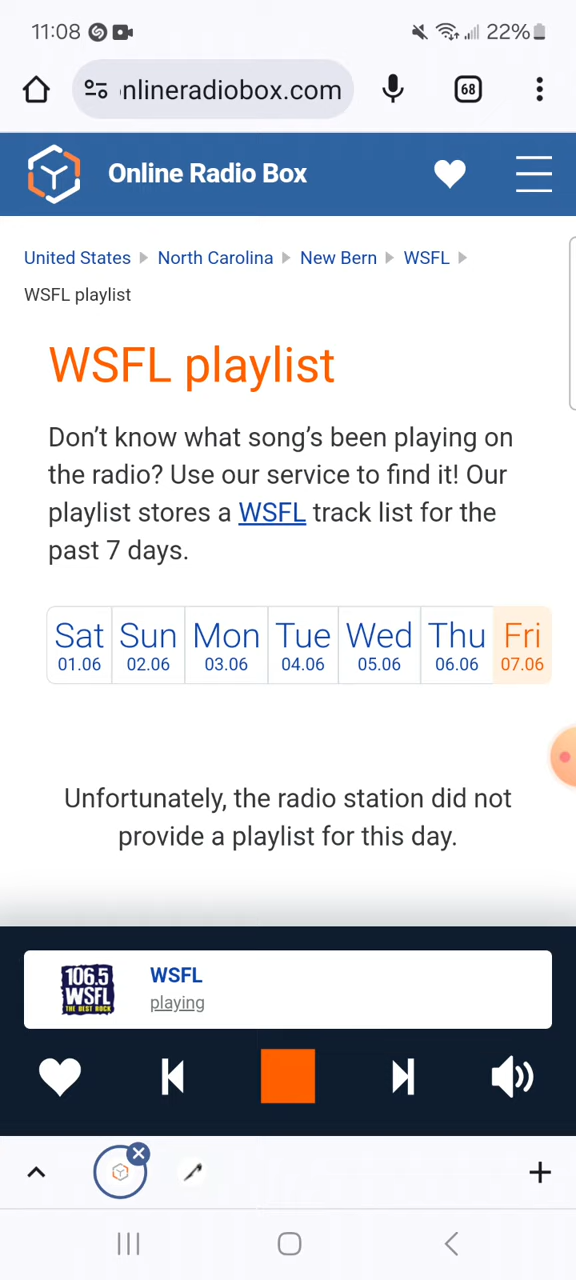 11:08 22%
nlineradiobox.com 68
Online Radio Box
United States North Carolina New Bern WSFL
WSFL playlist
WSFL playlist
Don't know what song's been playing on
the radio? Use our service to find it! Our
playlist stores a WSFL track list for the
past 7 days.
Sat Sun Mon Tue Wed Thu Fri
01.06 02.06 03.06 04.06 05.06 06.06 07.06
Unfortunately, the radio station did not
provide a playlist for this day.
106.5
WSFL
THE BEST ROCK
WSFL
playing